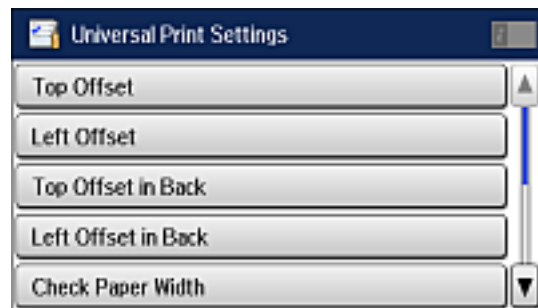 Universal Print Settings
Top Offset
Left Offset
Top Offset in Back
Left Offset in Back
Check Paper Width